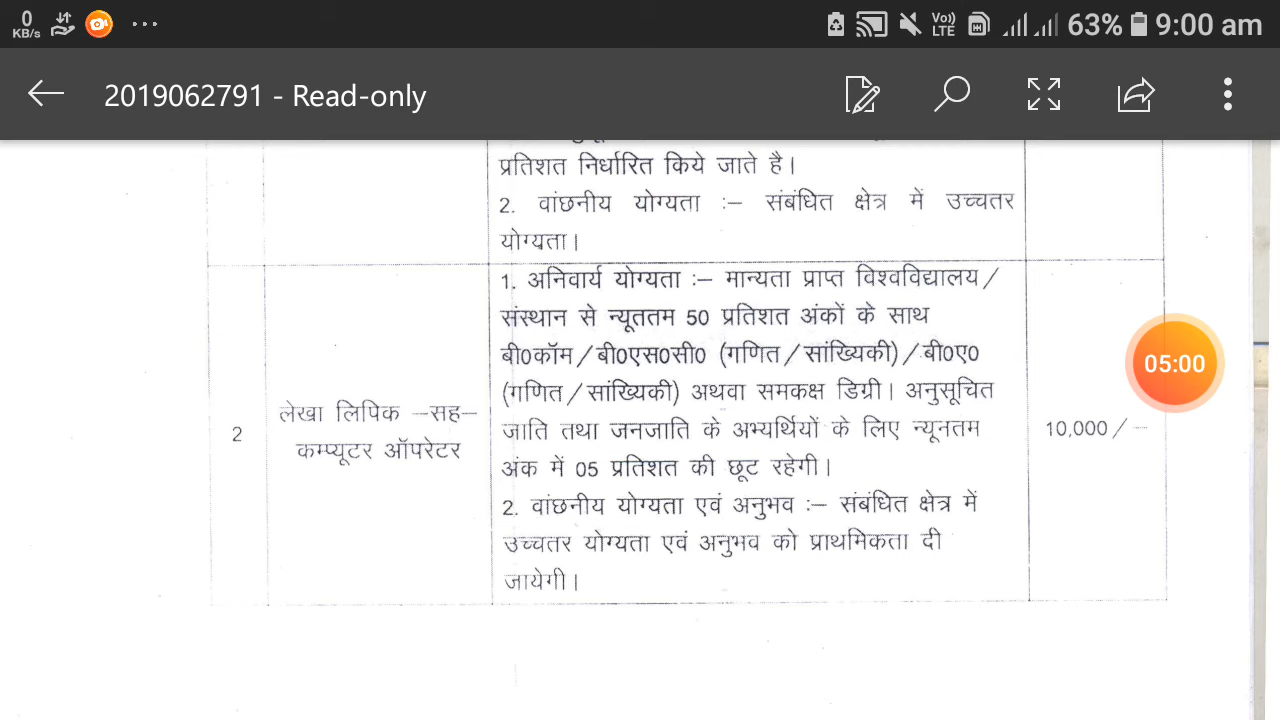 0
KB/s
Vo))
LTE
63%
9:00 am
2019062791 - Read-only
प्रतिशत निर्धारित किये जाते है।
2. वांछनीय योग्यता :– संबंधित क्षेत्र में उच्चतर
योग्यता।
2
लेखा लिपिक –सह–
कम्प्यूटर ऑपरेटर
1. अनिवार्य योग्यता :– मान्यता प्राप्त विश्वविद्यालय/
संस्थान से न्यूततम 50 प्रतिशत अंकों के साथ
बी0कॉम/बी0एस0सी0 (गणित/सांख्यिकी)/बी0ए0
(गणित/सांख्यिकी) अथवा समकक्ष डिग्री। अनुसूचित
जाति तथा जनजाति के अभ्यर्थियों के लिए न्यूनतम
अंक में 05 प्रतिशत की छूट रहेगी।
2. वांछनीय योग्यता एवं अनुभव :– संबंधित क्षेत्र में
उच्चतर योग्यता एवं अनुभव को प्राथमिकता दी
जायेगी।
10,000/–
05:00